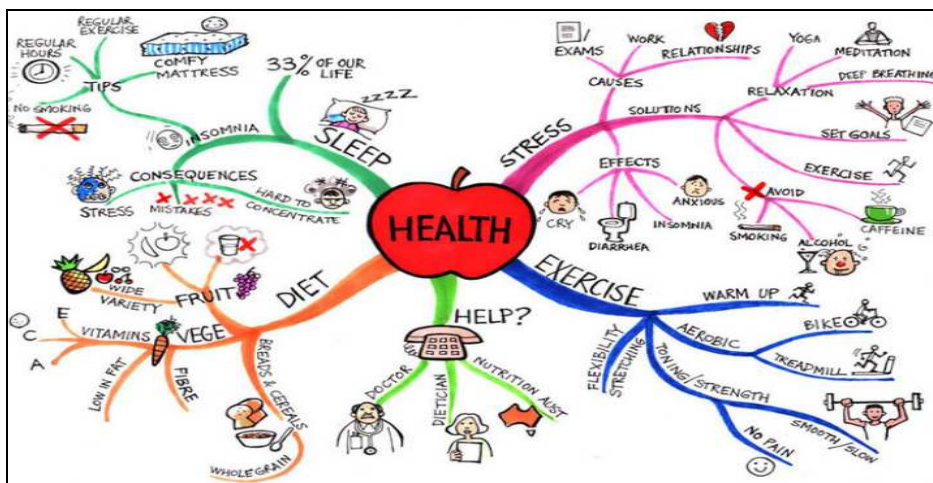 HEALTH
SLEEP
33% OF OUR
LIFE
ZZZZ
INSOMNIA
TIPS
REGULAR
EXERCISE
REGULAR
HOURS
COMFY
MATTRESS
NO SMOKING
CONSEQUENCES
STRESS
MISTAKES
HARD TO
CONCENTRATE
STRESS
CAUSES
EXAMS
WORK
RELATIONSHIPS
SOLUTIONS
RELAXATION
YOGA
MEDITATION
DEEP BREATHING
SET GOALS
EXERCISE
AVOID
SMOKING
ALCOHOL
CAFFEINE
EFFECTS
CRY
DIARRHEA
INSOMNIA
ANXIOUS
DIET
FRUIT
WIDE
VARIETY
VEGE
VITAMINS
E
C
A
LOW IN FAT
FIBRE
BREADS & CEREALS
WHOLEGRAIN
HELP?
DOCTOR
DIETICIAN
NUTRITION AUST
EXERCISE
WARM UP
AEROBIC
BIKE
TREADMILL
TONING/STRENGTH
SMOOTH/SLOW
NO PAIN
FLEXIBILITY
STRETCHING